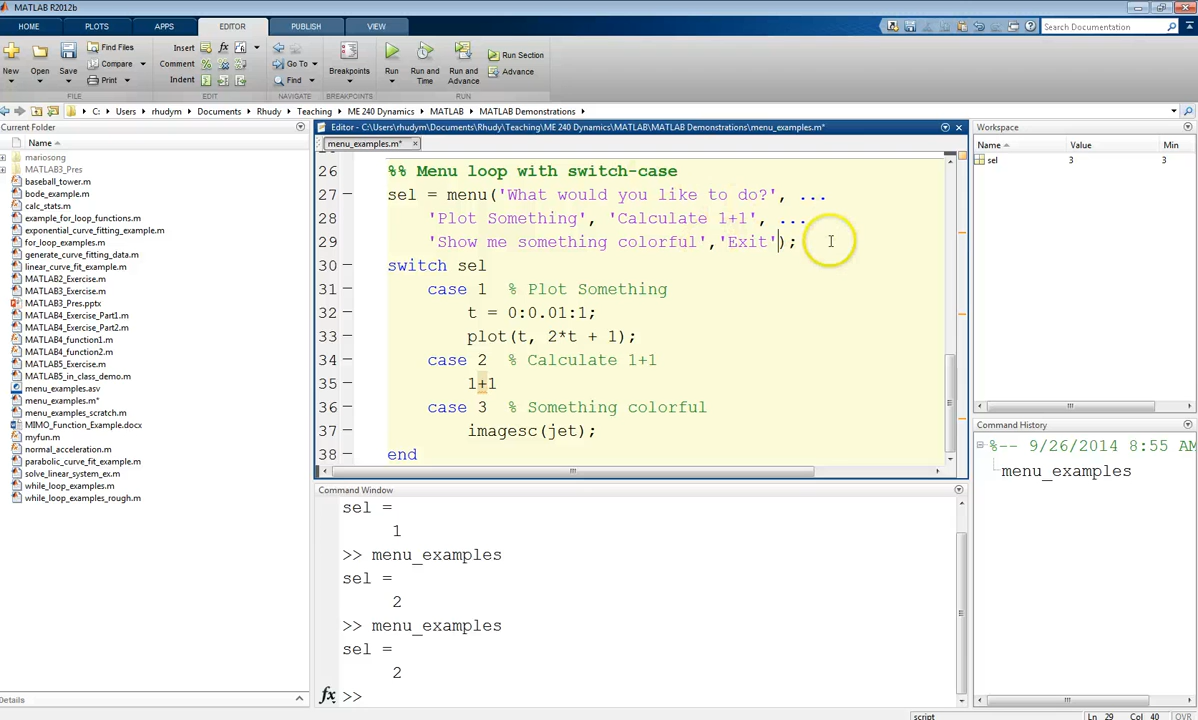 MATLAB R2012b
HOME PLOTS APPS EDITOR PUBLISH VIEW
Search Documentation
New Open Save Find Files Compare Print
FILE
Insert Comment Indent
EDIT
Go To Find
NAVIGATE
Breakpoints
BREAKPOINTS
Run Run and Time Run and Advance Run Section Advance
RUN
C: Users rhudym Documents Rhudy Teaching ME 240 Dynamics MATLAB MATLAB Demonstrations
Current Folder
Name
mariosong
MATLAB3_Pres
baseball_tower.m
bode_example.m
calc_stats.m
example_for_loop_functions.m
exponential_curve_fitting_example.m
for_loop_examples.m
generate_curve_fitting_data.m
linear_curve_fit_example.m
MATLAB2_Exercise.m
MATLAB3_Exercise.m
MATLAB3_Pres.pptx
MATLAB4_Exercise_Part1.m
MATLAB4_Exercise_Part2.m
MATLAB4_function1.m
MATLAB4_function2.m
MATLAB5_Exercise.m
MATLAB5_in_class_demo.m
menu_examples.asv
menu_examples.m*
menu_examples_scratch.m
MIMO_Function_Example.docx
myfun.m
normal_acceleration.m
parabolic_curve_fit_example.m
solve_linear_system_ex.m
while_loop_examples.m
while_loop_examples_rough.m
Details
Editor - C:\Users\rhudym\Documents\Rhudy\Teaching\ME 240 Dynamics\MATLAB\MATLAB Demonstrations\menu_examples.m*
menu_examples.m*
26 %% Menu loop with switch-case
27 sel = menu('What would you like to do?', ...
28 'Plot Something', 'Calculate 1+1', ...
29 'Show me something colorful','Exit');
30 switch sel
31 case 1 % Plot Something
32 t = 0:0.01:1;
33 plot(t, 2*t + 1);
34 case 2 % Calculate 1+1
35 1+1
36 case 3 % Something colorful
37 imagesc(jet);
38 end
Command Window
sel =
1
>> menu_examples
sel =
2
>> menu_examples
sel =
2
fx >>
Workspace
Name Value Min
sel 3 3
Command History
%-- 9/26/2014 8:55 AM
menu_examples
script Ln 29 Col 40 OVR